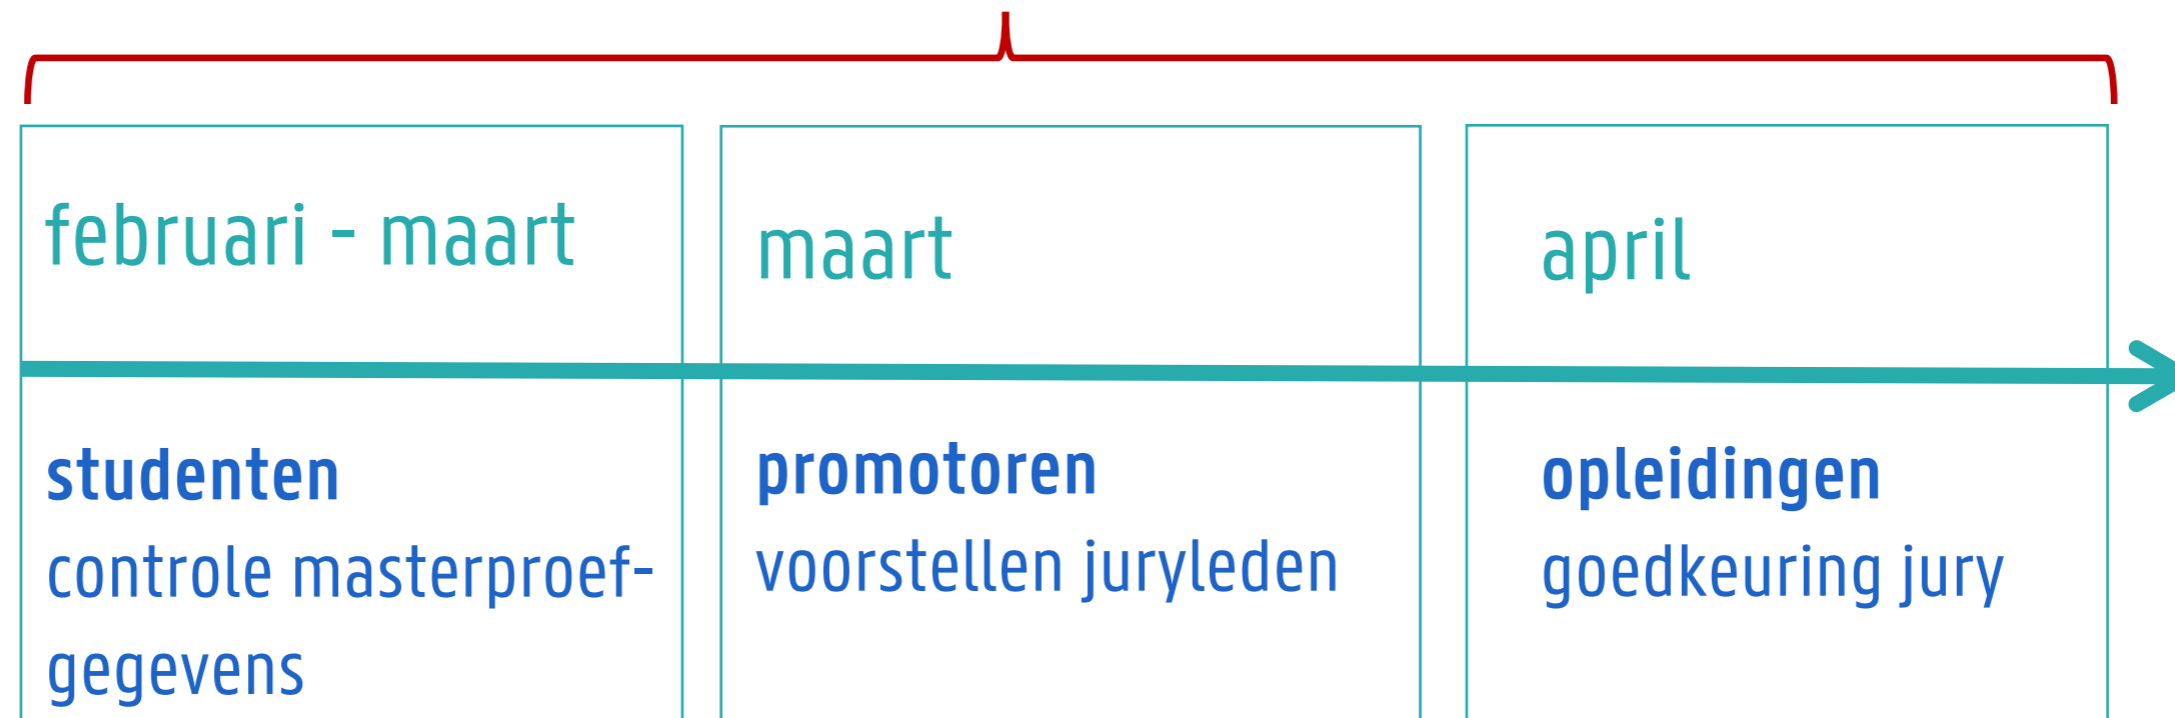 februari - maart
studenten
controle masterproef-
gegevens
maart
promotoren
voorstellen juryleden
april
opleidingen
goedkeuring jury